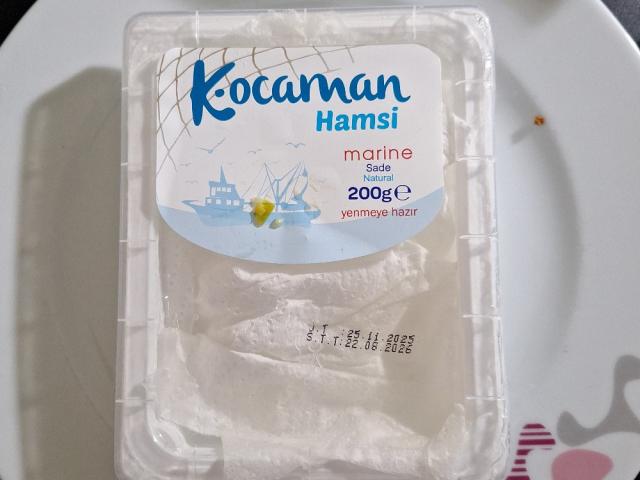 Kocaman
Hamsi
marine
Sade
Natural
200g ℮
yenmeye hazır
Ü.T :25.11.2025
S.T.T:22.06.2026